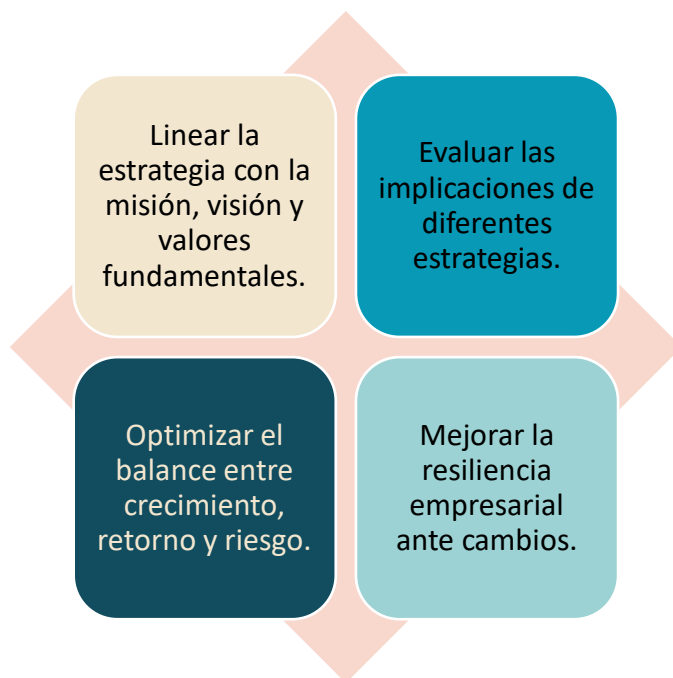 Linear la
estrategia con la
misión, visión y
valores
fundamentales.
Evaluar las
implicaciones de
diferentes
estrategias.
Optimizar el
balance entre
crecimiento,
retorno y riesgo.
Mejorar la
resiliencia
empresarial
ante cambios.